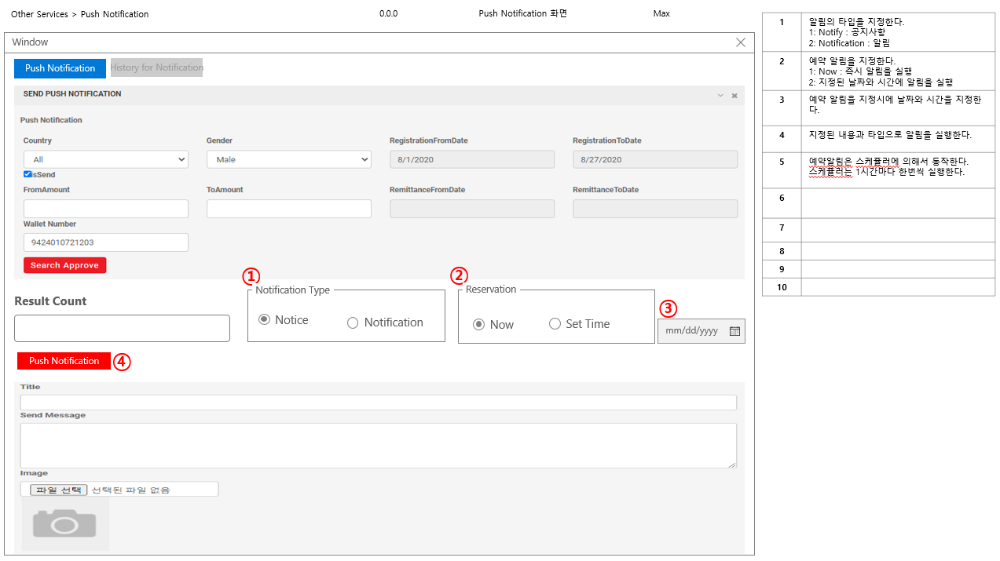 Other Services > Push Notification
0.0.0
Push Notification 화면
Max
Window
Push Notification
History for Notification
SEND PUSH NOTIFICATION
Push Notification
Country
Gender
RegistrationFromDate
RegistrationToDate
All
Male
8/1/2020
8/27/2020
isSend
FromAmount
ToAmount
RemittanceFromDate
RemittanceToDate
Wallet Number
9424010721203
Search Approve
① ② ③
Result Count
Notification Type
Notice
Notification
Reservation
Now
Set Time
mm/dd/yyyy
Push Notification ④
Title
Send Message
Image
파일 선택 선택된 파일 없음
1
알림의 타입을 지정한다.
1: Notify : 공지사항
2: Notification : 알림
2
예약 알림을 지정한다.
1: Now : 즉시 알림을 실행
2: 지정된 날짜와 시간에 알림을 실행
3
예약 알림을 지정시에 날짜와 시간을 지정한
다.
4
지정된 내용과 타입으로 알림을 실행한다.
5
예약알림은 스케쥴러에 의해서 동작한다.
스케쥴러는 1시간마다 한번씩 실행한다.
6
7
8
9
10